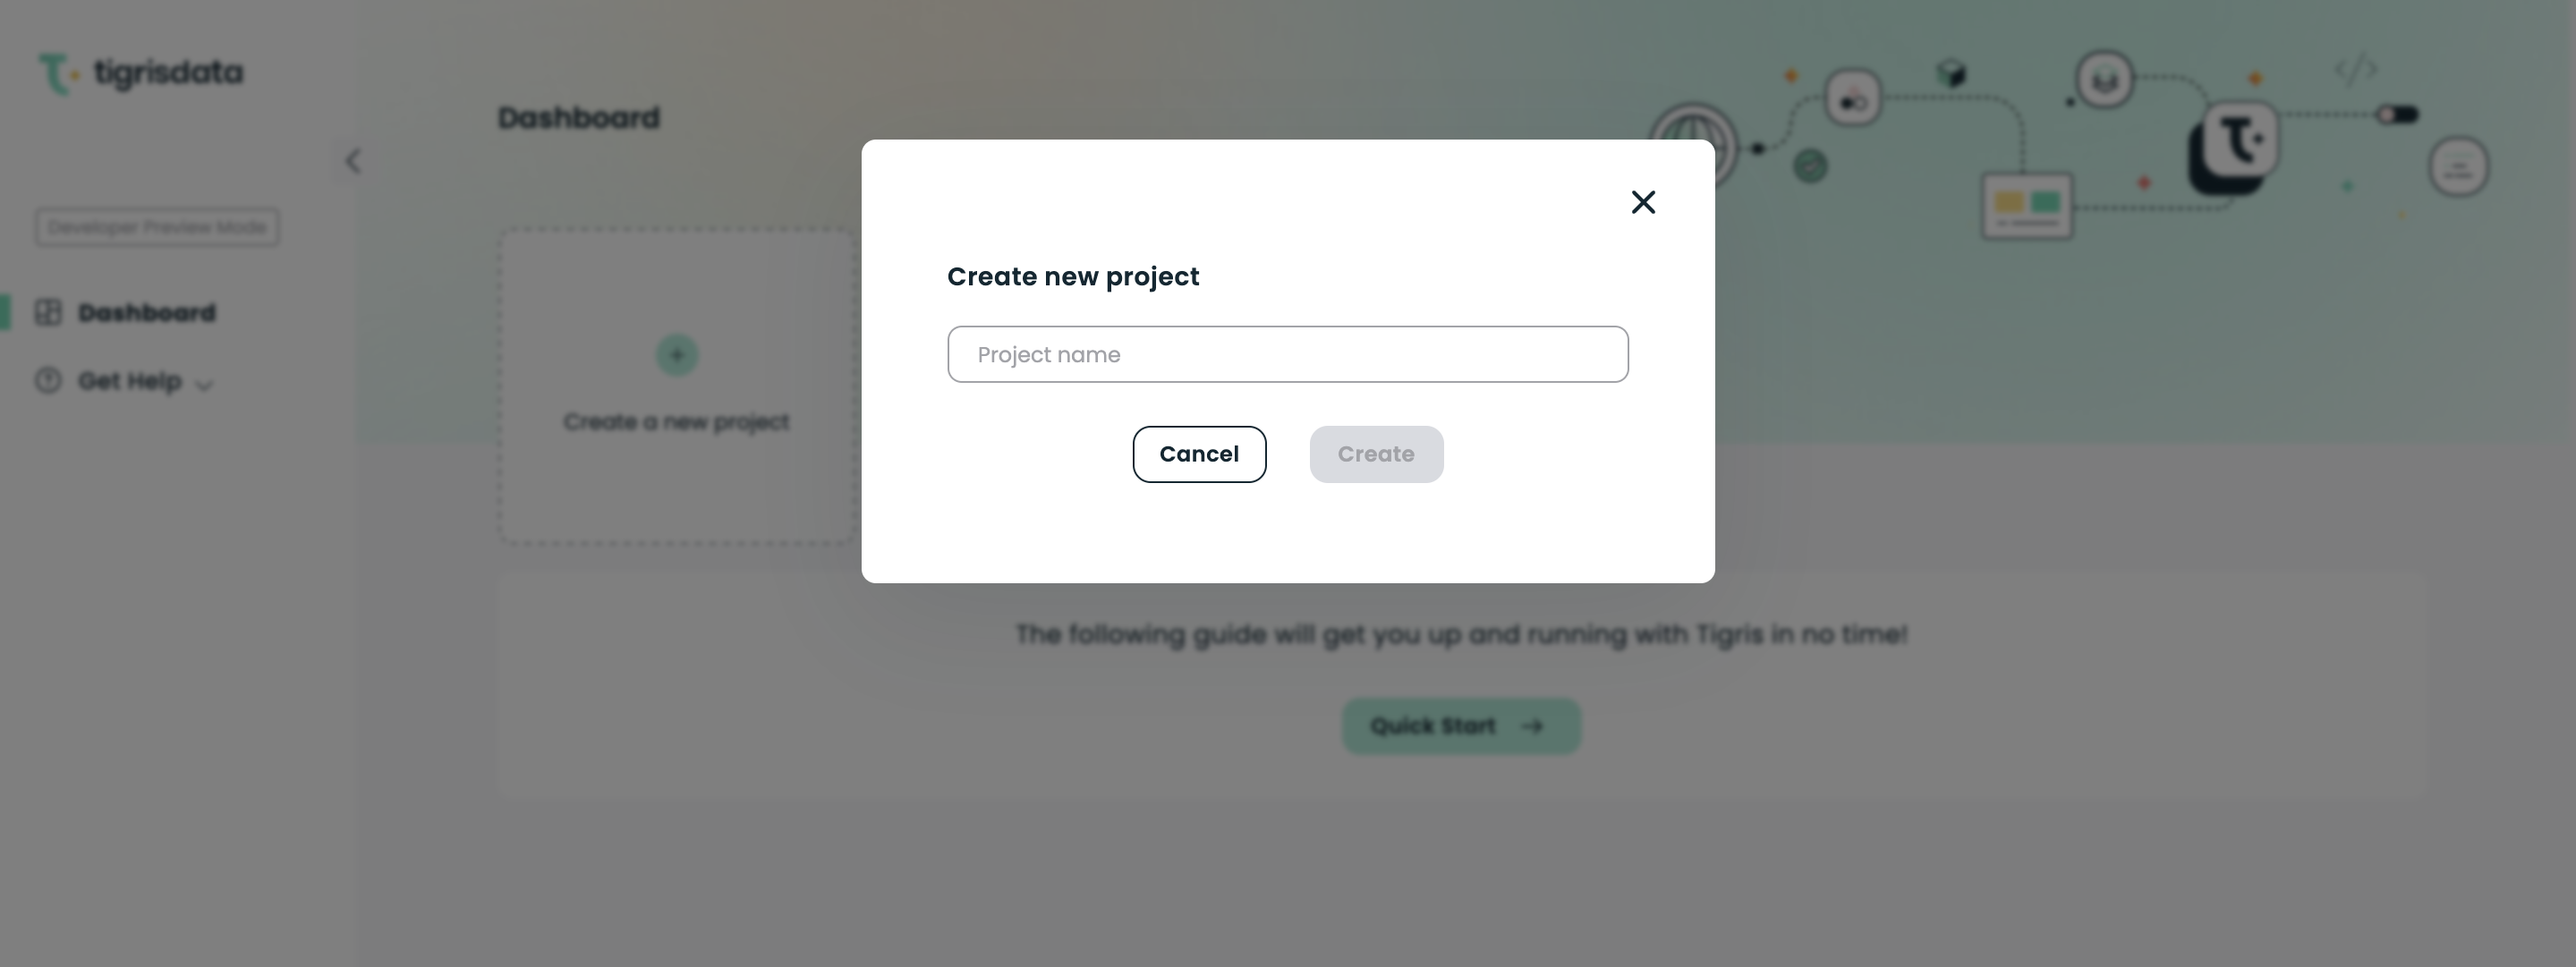 tigrisdata
Dashboard
Developer Preview Mode
Dashboard
Get Help
Create a new project
Create new project
Project name
Cancel
Create
The following guide will get you up and running with Tigris in no time!
Quick Start →